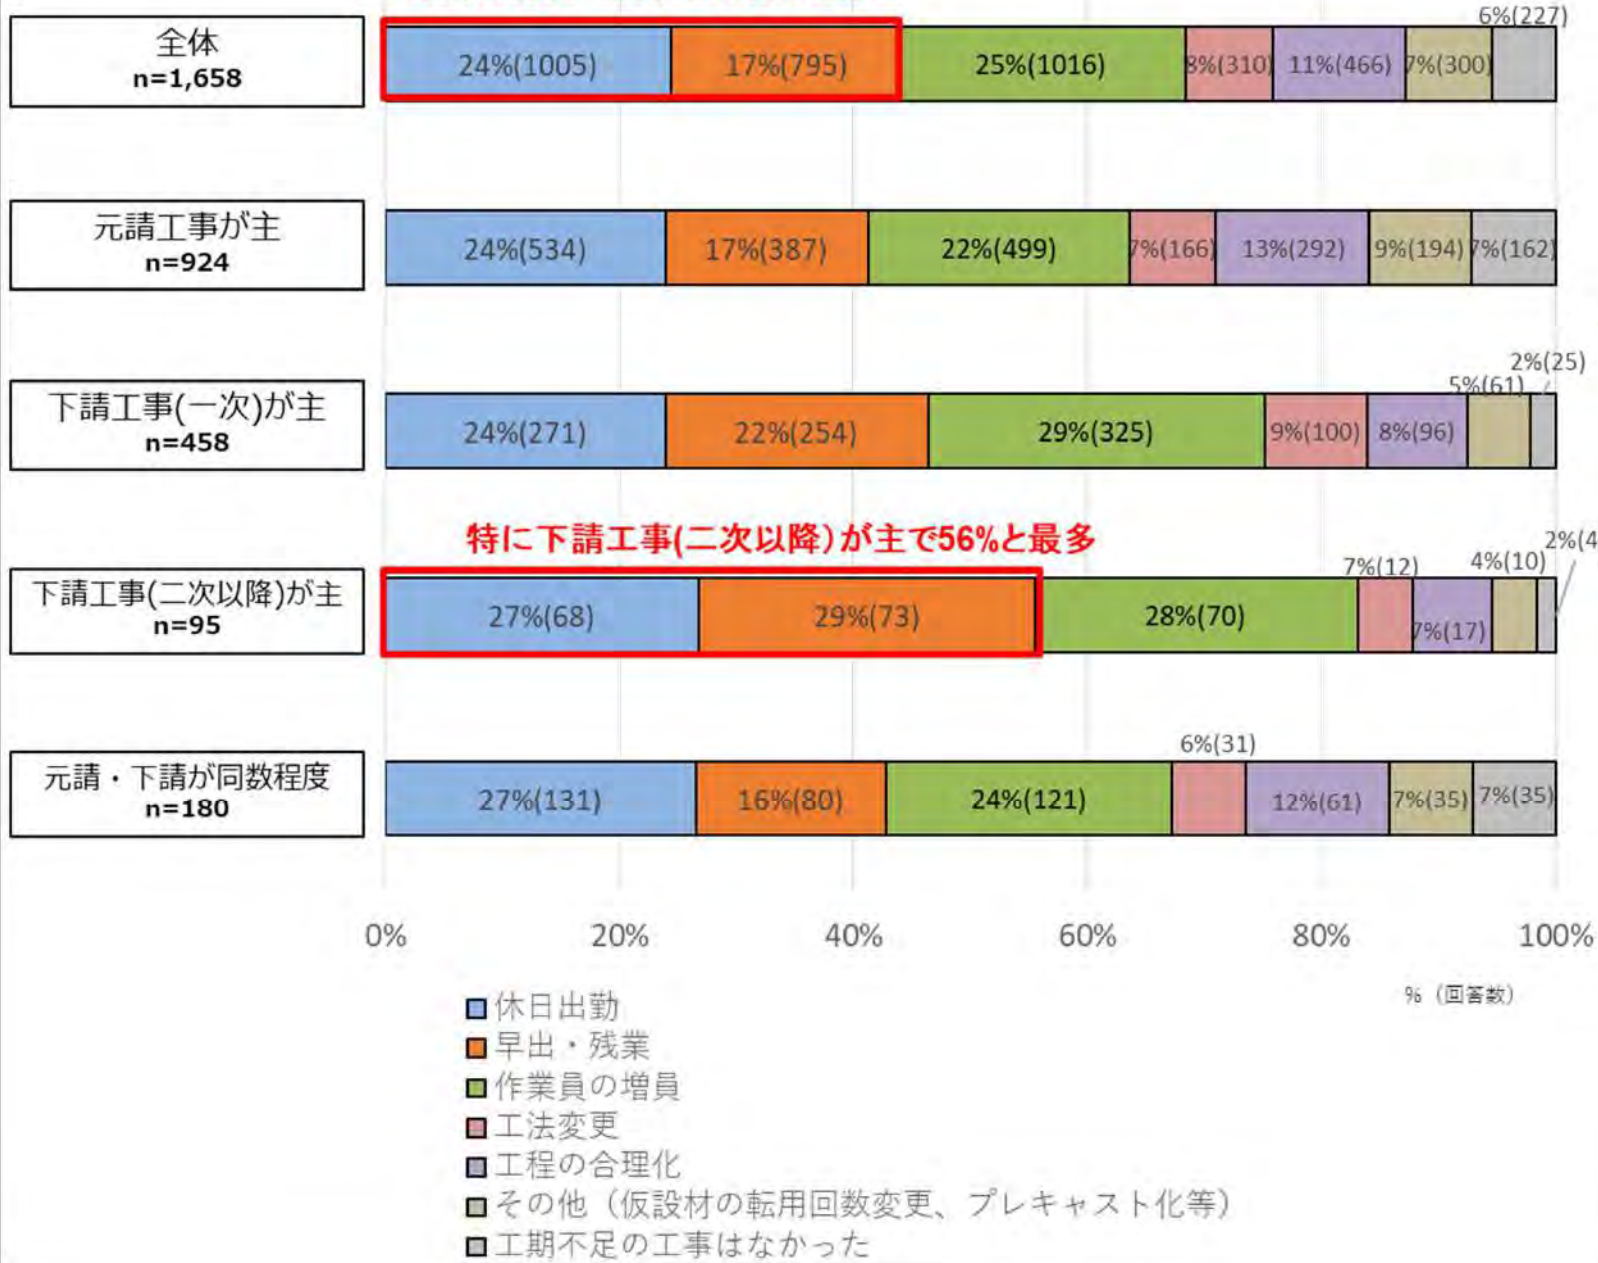 6%(227)
全体
n=1,658
24%(1005) 17%(795) 25%(1016) 8%(310) 11%(466) 7%(300)
元請工事が主
n=924
24%(534) 17%(387) 22%(499) 7%(166) 13%(292) 9%(194) 7%(162)
2%(25)
5%(61)
下請工事(一次)が主
n=458
24%(271) 22%(254) 29%(325) 9%(100) 8%(96)
特に下請工事(二次以降)が主で56%と最多
2%(4
7%(12) 4%(10)
下請工事(二次以降)が主
n=95
27%(68) 29%(73) 28%(70) 7%(17)
6%(31)
元請・下請が同数程度
n=180
27%(131) 16%(80) 24%(121) 12%(61) 7%(35) 7%(35)
0% 20% 40% 60% 80% 100%
%（回答数）
休日出勤
早出・残業
作業員の増員
工法変更
工程の合理化
その他（仮設材の転用回数変更、プレキャスト化等）
工期不足の工事はなかった